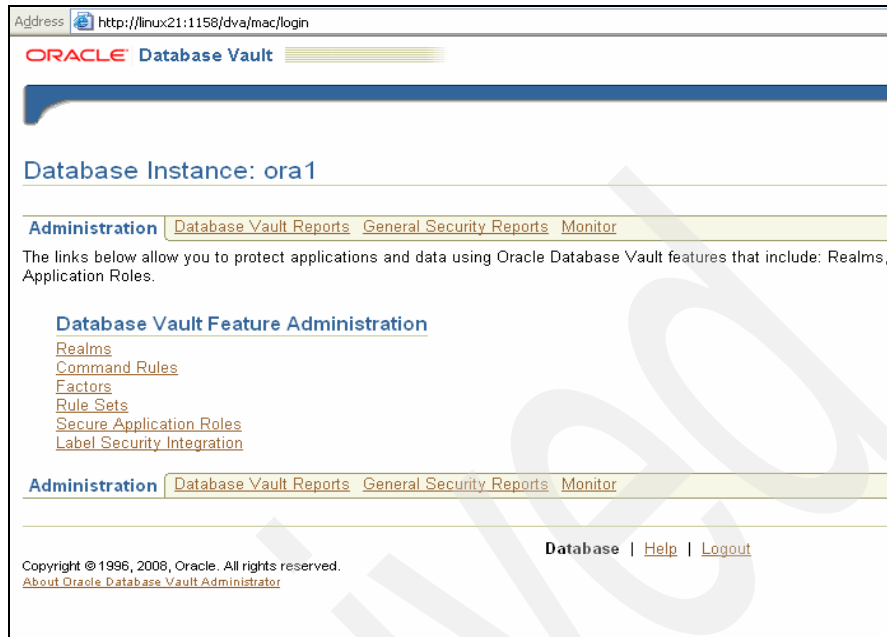 Address http://linux21:1158/dva/mac/login
ORACLE Database Vault
Database Instance: ora1
Administration Database Vault Reports General Security Reports Monitor
The links below allow you to protect applications and data using Oracle Database Vault features that include: Realms,
Application Roles.
Database Vault Feature Administration
Realms
Command Rules
Factors
Rule Sets
Secure Application Roles
Label Security Integration
Administration Database Vault Reports General Security Reports Monitor
Database | Help | Logout
Copyright © 1996, 2008, Oracle. All rights reserved.
About Oracle Database Vault Administrator